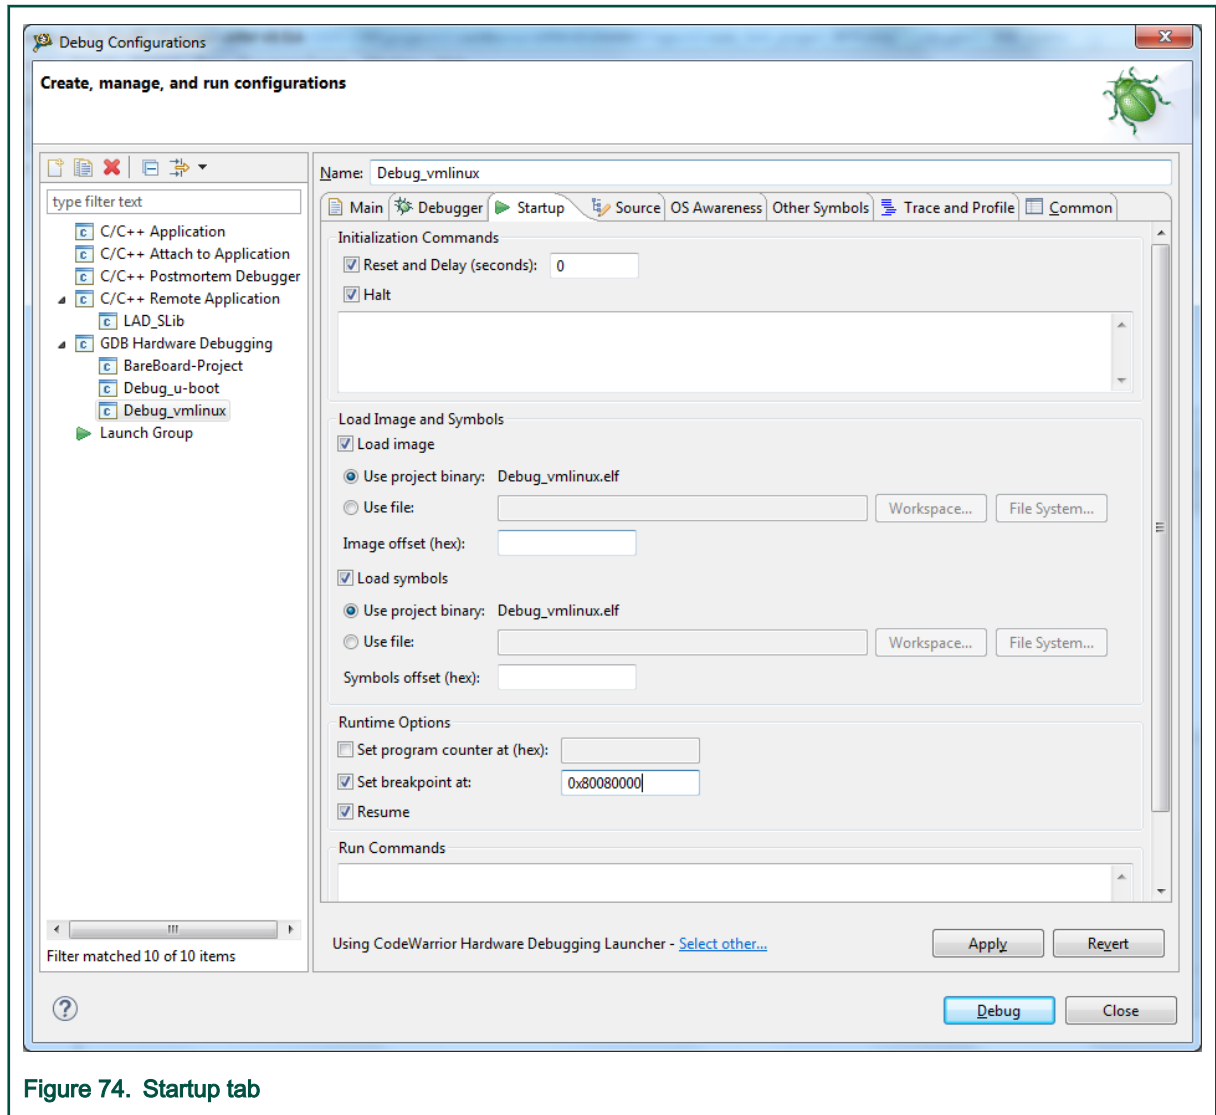 Debug Configurations
Create, manage, and run configurations
type filter text
C/C++ Application
C/C++ Attach to Application
C/C++ Postmortem Debugger
C/C++ Remote Application
LAD_SLib
GDB Hardware Debugging
BareBoard-Project
Debug_u-boot
Debug_vmlinux
Launch Group
Filter matched 10 of 10 items
Name: Debug_vmlinux
Main Debugger Startup Source OS Awareness Other Symbols Trace and Profile Common
Initialization Commands
Reset and Delay (seconds): 0
Halt
Load Image and Symbols
Load image
Use project binary: Debug_vmlinux.elf
Use file: Workspace... File System...
Image offset (hex):
Load symbols
Use project binary: Debug_vmlinux.elf
Use file: Workspace... File System...
Symbols offset (hex):
Runtime Options
Set program counter at (hex):
Set breakpoint at: 0x80080000
Resume
Run Commands
Using CodeWarrior Hardware Debugging Launcher - Select other...
Apply Revert
Debug Close
Figure 74. Startup tab